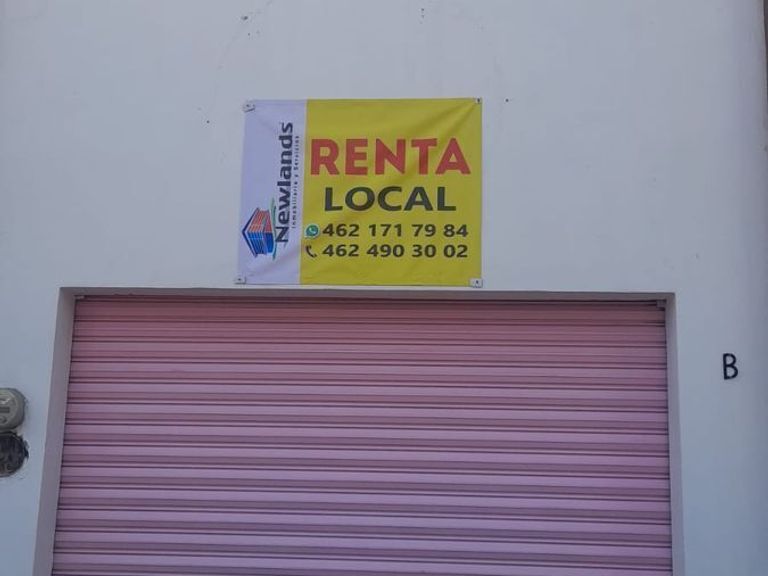 Newlands
Inmobiliaria y Servicios
RENTA
LOCAL
462 171 79 84
462 490 30 02
B